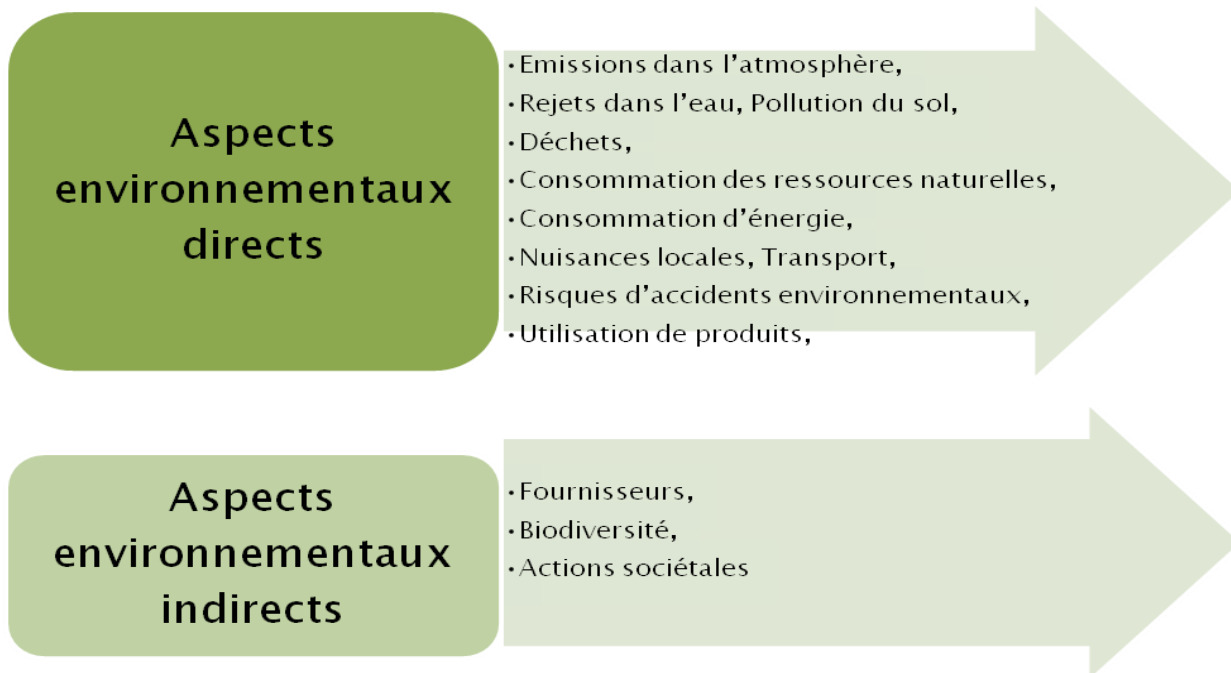 Aspects
environnementaux
directs
·Emissions dans l’atmosphère,
·Rejets dans l’eau, Pollution du sol,
·Déchets,
·Consommation des ressources naturelles,
·Consommation d’énergie,
·Nuisances locales, Transport,
·Risques d’accidents environnementaux,
·Utilisation de produits,
Aspects
environnementaux
indirects
·Fournisseurs,
·Biodiversité,
·Actions sociétales